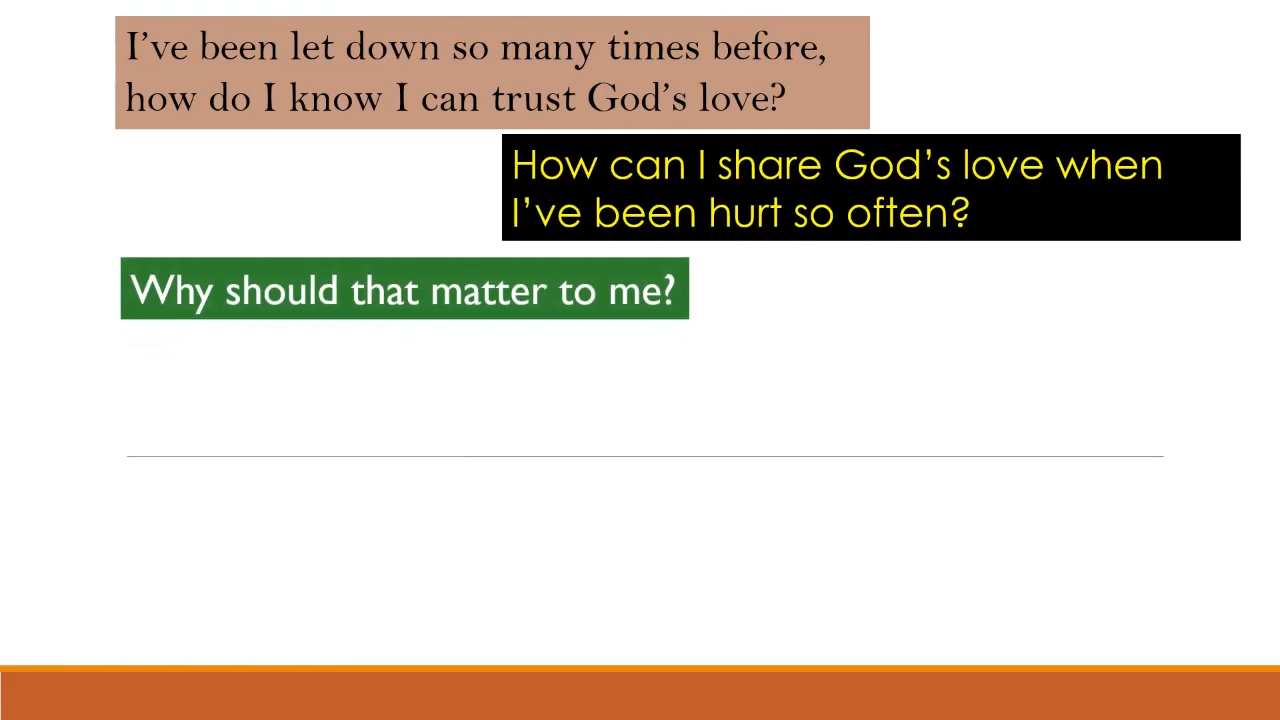 I’ve been let down so many times before,
how do I know I can trust God’s love?
How can I share God’s love when
I’ve been hurt so often?
Why should that matter to me?